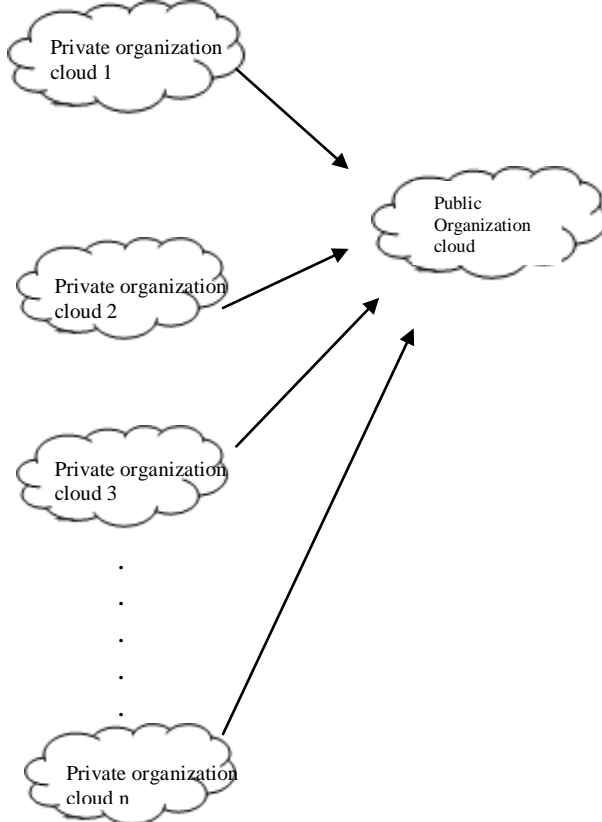 Private organization
cloud 1
Public
Organization
cloud
Private organization
cloud 2
Private organization
cloud 3
.
.
.
.
.
Private organization
cloud n